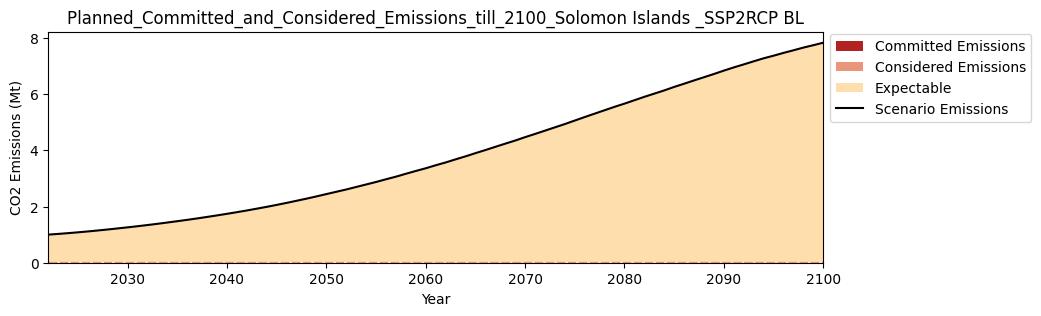 Planned_Committed_and_Considered_Emissions_till_2100_Solomon Islands _SSP2RCP BL
8
6
4
2
0
CO2 Emissions (Mt)
2030 2040 2050 2060 2070 2080 2090 2100
Year
Committed Emissions
Considered Emissions
Expectable
Scenario Emissions